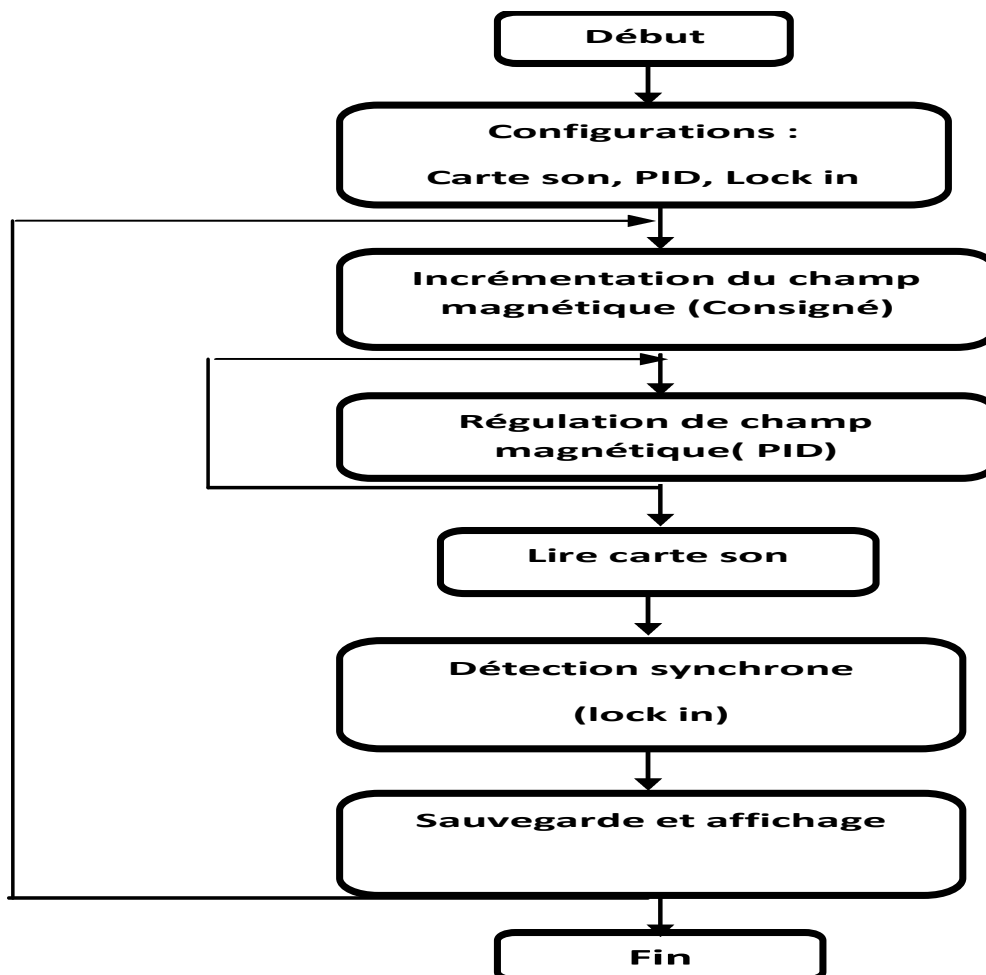 Début
Configurations :
Carte son, PID, Lock in
Incrémentation du champ
magnétique (Consigné)
Régulation de champ
magnétique( PID)
Lire carte son
Détection synchrone
(lock in)
Sauvegarde et affichage
Fin